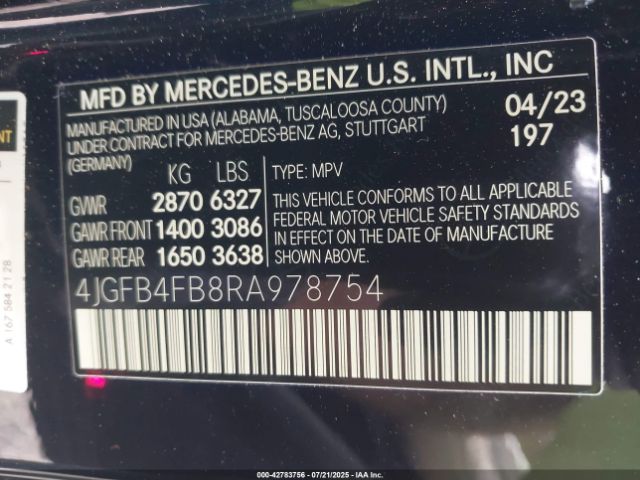 MFD BY MERCEDES-BENZ U.S. INTL., INC
MANUFACTURED IN USA (ALABAMA, TUSCALOOSA COUNTY)
UNDER CONTRACT FOR MERCEDES-BENZ AG, STUTTGART
(GERMANY)
04/23
197
KG LBS
GVWR 2870 6327
GAWR FRONT 1400 3086
GAWR REAR 1650 3638
TYPE: MPV
THIS VEHICLE CONFORMS TO ALL APPLICABLE
FEDERAL MOTOR VEHICLE SAFETY STANDARDS
IN EFFECT ON THE DATE OF MANUFACTURE
SHOWN ABOVE.
4JGFB4FB8RA978754
A 167 584 21 28
000-42783756 | 07/21/2025 - IAA Corp.